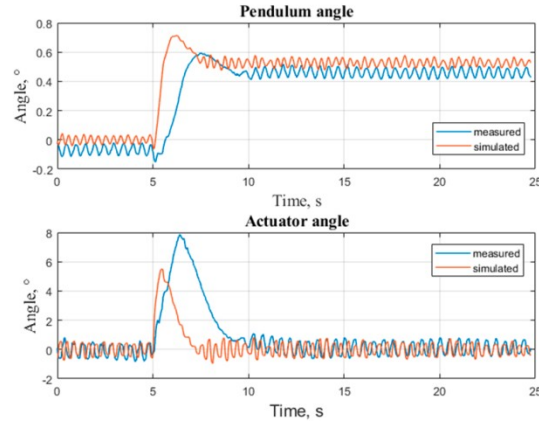 Pendulum angle
0.8
0.6
0.4
0.2
0
-0.2
Angle, °
measured
simulated
0 5 10 15 20 25
Time, s
Actuator angle
8
6
4
2
0
-2
Angle, °
measured
simulated
0 5 10 15 20 25
Time, s